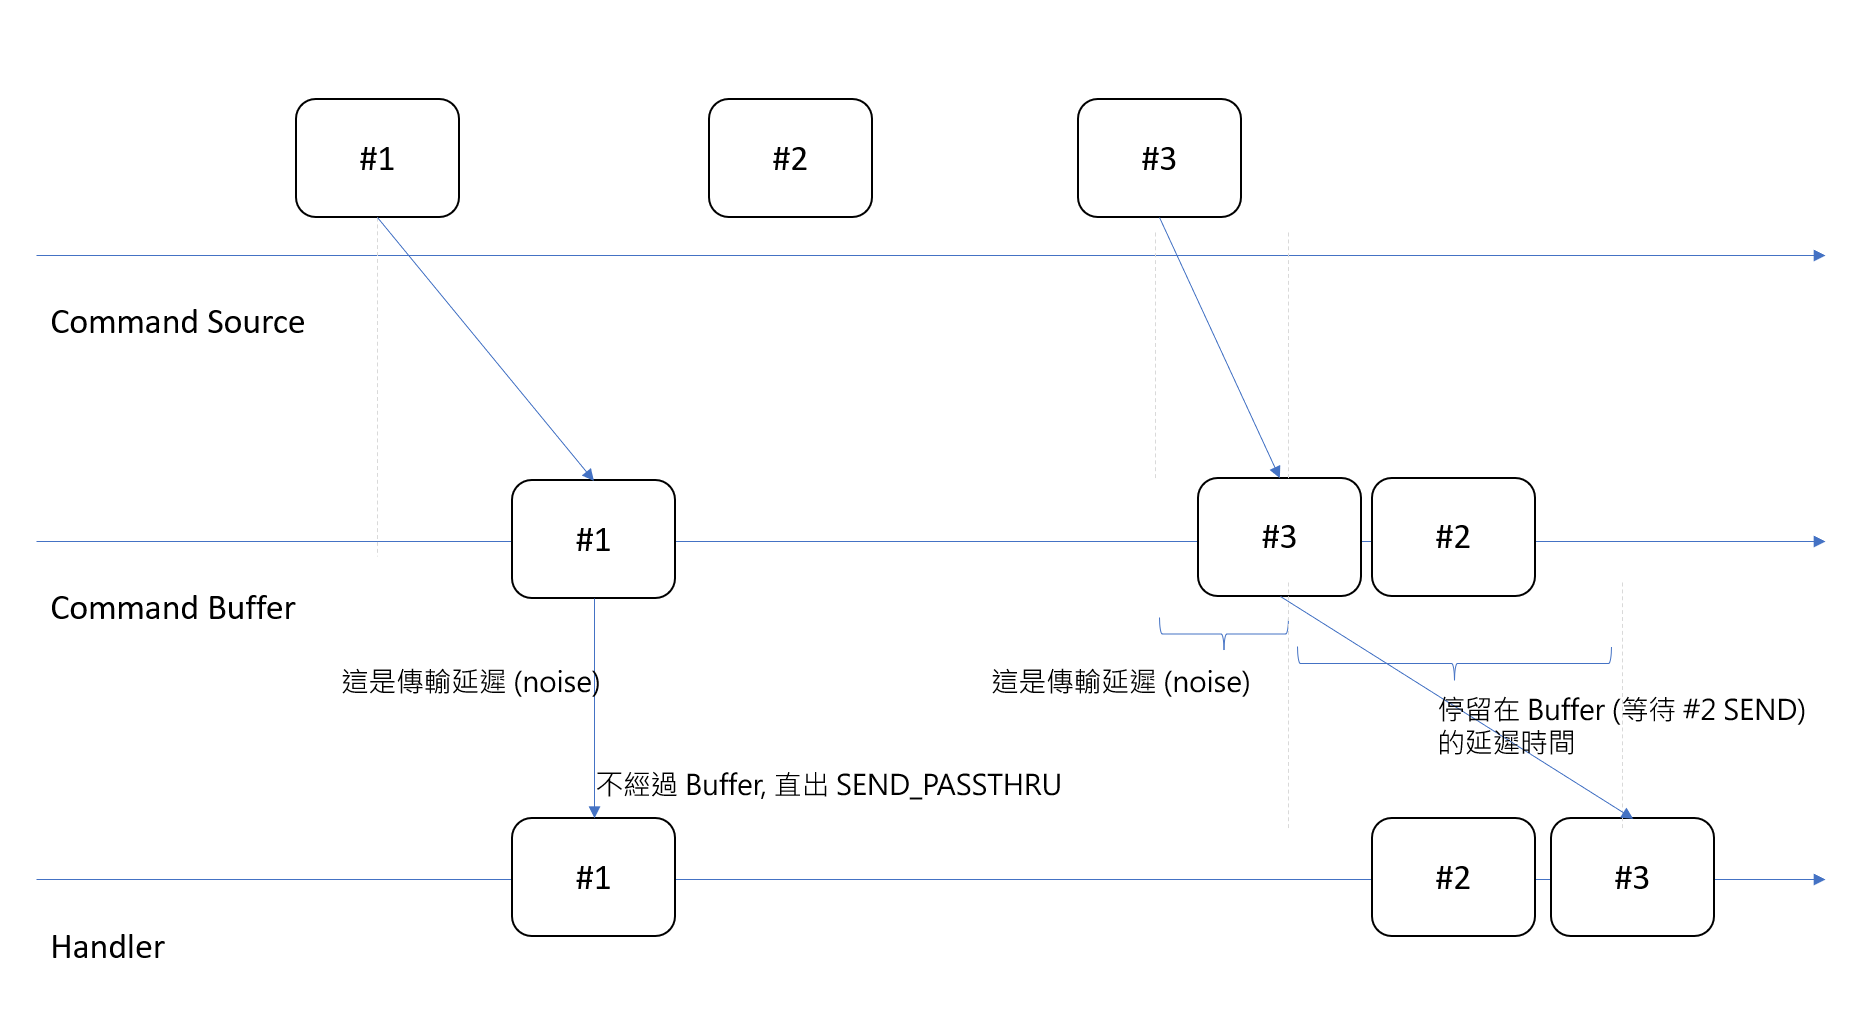 #1
#2
#3
Command Source
#1
#3
#2
Command Buffer
這是傳輸延遲 (noise)
這是傳輸延遲 (noise)
停留在 Buffer (等待 #2 SEND)
的延遲時間
不經過 Buffer, 直出 SEND_PASSTHRU
#1
#2
#3
Handler